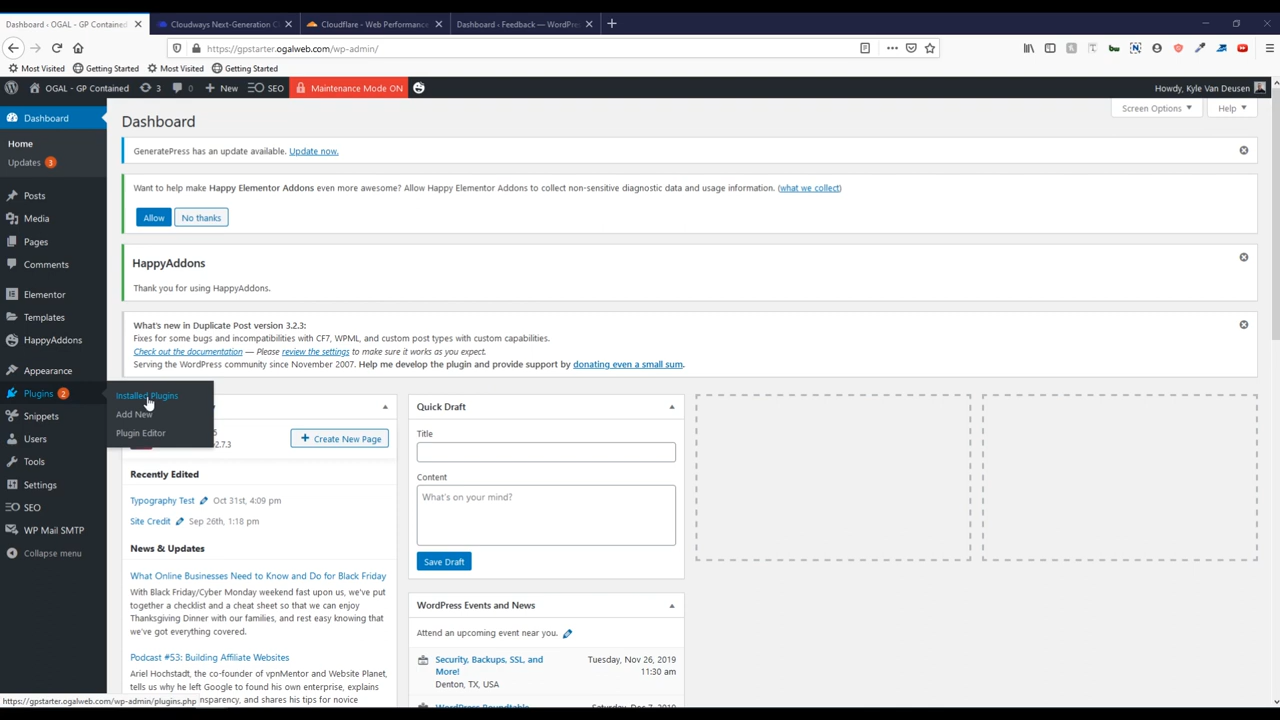 Dashboard ‹ OGAL - GP Contained
Cloudways Next-Generation C
Cloudflare - Web Performance
Dashboard ‹ Feedback — WordPre
https://gpstarter.ogalweb.com/wp-admin/
Most Visited
Getting Started
Most Visited
Getting Started
OGAL - GP Contained
3
0
New
SEO
Maintenance Mode ON
Howdy, Kyle Van Deusen
Dashboard
Home
Updates 3
Posts
Media
Pages
Comments
Elementor
Templates
HappyAddons
Appearance
Plugins 2
Installed Plugins
Add New
Plugin Editor
Snippets
Users
Tools
Settings
SEO
WP Mail SMTP
Collapse menu
Dashboard
Screen Options
Help
GeneratePress has an update available. Update now.
Want to help make Happy Elementor Addons even more awesome? Allow Happy Elementor Addons to collect non-sensitive diagnostic data and usage information. (what we collect)
Allow
No thanks
HappyAddons
Thank you for using HappyAddons.
What's new in Duplicate Post version 3.2.3:
Fixes for some bugs and incompatibilities with CF7, WPML, and custom post types with custom capabilities.
Check out the documentation — Please review the settings to make sure it works as you expect.
Serving the WordPress community since November 2007. Help me develop the plugin and provide support by donating even a small sum.
Create New Page
Recently Edited
Typography Test Oct 31st, 4:09 pm
Site Credit Sep 26th, 1:18 pm
News & Updates
What Online Businesses Need to Know and Do for Black Friday
With Black Friday/Cyber Monday weekend fast upon us, we've put
together a checklist and a cheat sheet so that we can enjoy
Thanksgiving Dinner with our families, and rest easy knowing that
we've got everything covered.
Podcast #53: Building Affiliate Websites
Ariel Hochstadt, the co-founder of vpnMentor and Website Planet,
tells us why he left Google to found his own enterprise, explains
nsparency, and shares his tips for novice
Quick Draft
Title
Content
What's on your mind?
Save Draft
WordPress Events and News
Attend an upcoming event near you.
Security, Backups, SSL, and
More!
Denton, TX, USA
Tuesday, Nov 26, 2019
11:30 am
https://gpstarter.ogalweb.com/wp-admin/plugins.php